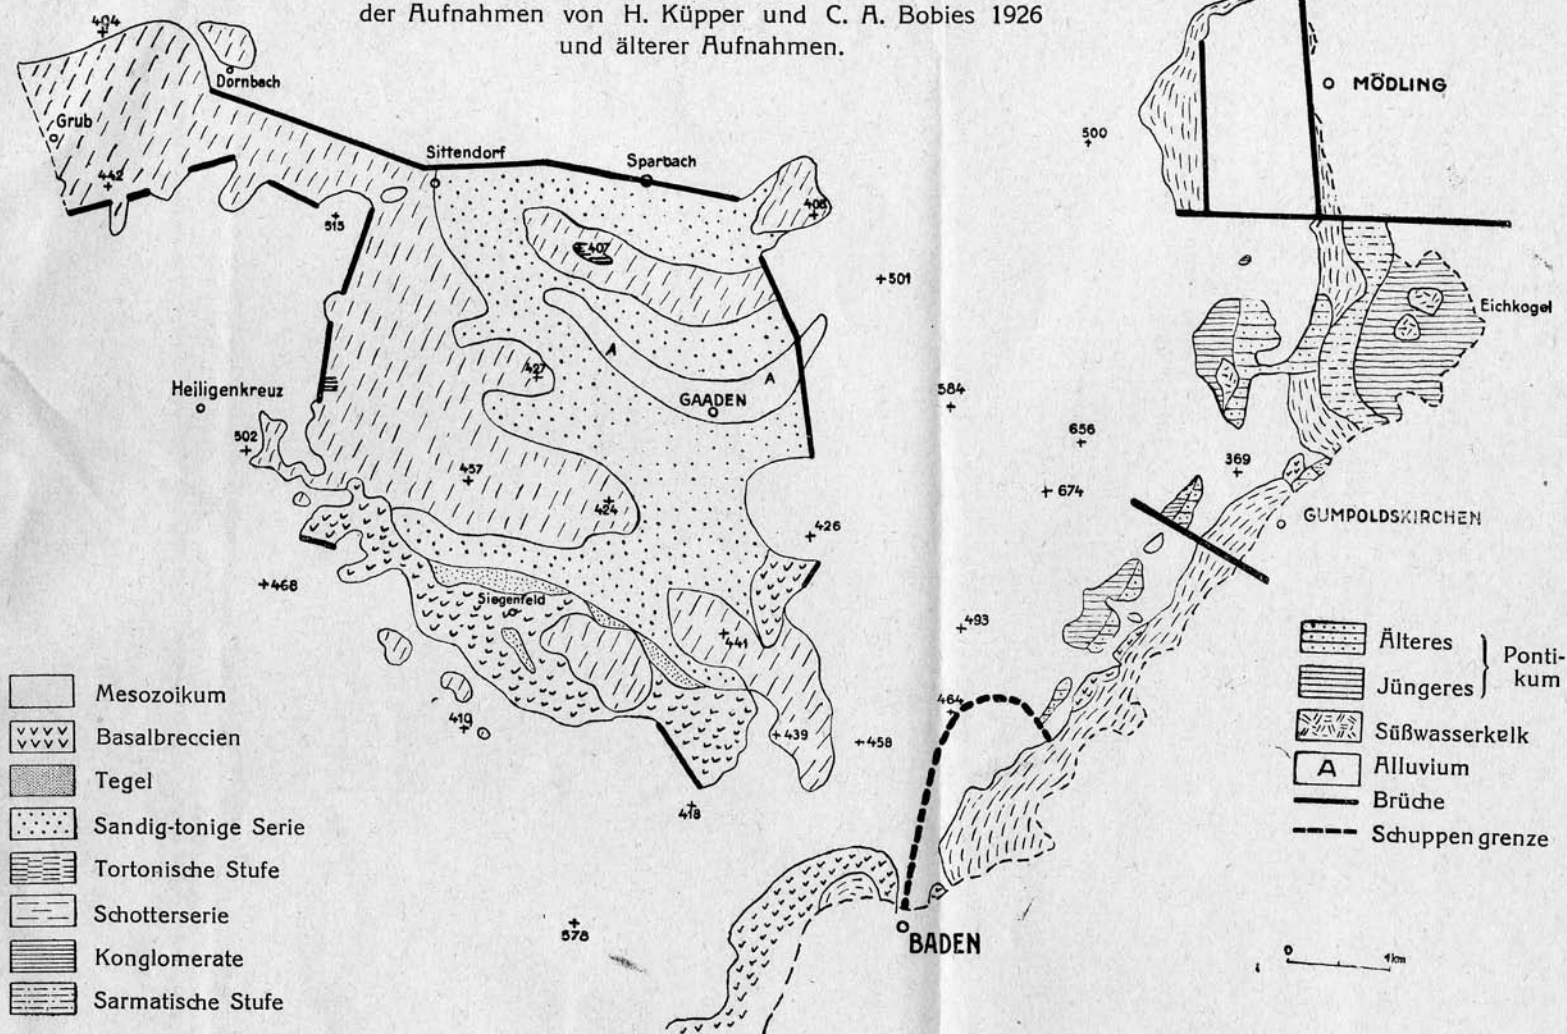 der Aufnahmen von H. Küpper und C. A. Bobies 1926
und älterer Aufnahmen.
404
Dornbach
Grub
442
Sittendorf
Sparbach
515
408
407
501
MÖDLING
500
Eichkogel
A
427
A
GAADEN
Heiligenkreuz
502
584
656
369
457
424
674
426
GUMPOLDSKIRCHEN
468
Siegenfeld
441
493
410
439
458
464
418
578
BADEN
Mesozoikum
Basalbreccien
Tegel
Sandig-tonige Serie
Tortonische Stufe
Schotterserie
Konglomerate
Sarmatische Stufe
Älteres
Jüngeres
Ponti-
kum
Süßwasserkalk
A Alluvium
Brüche
Schuppengrenze
0
1km